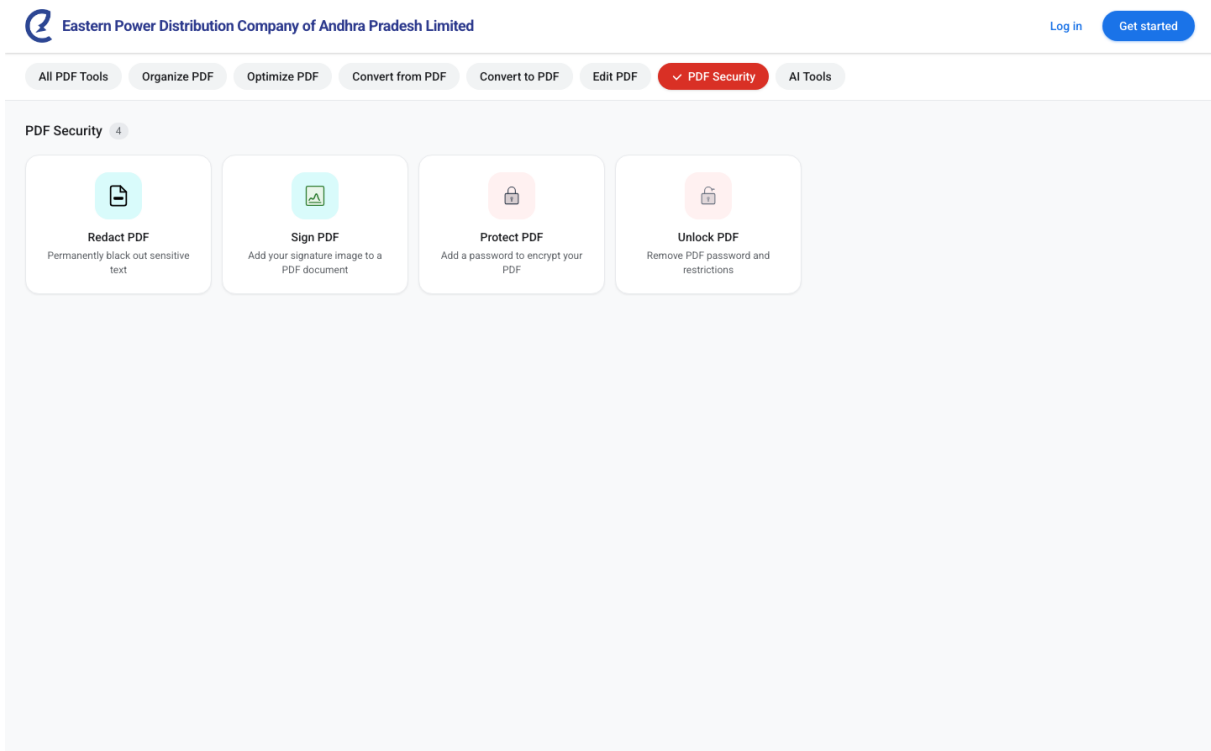 Eastern Power Distribution Company of Andhra Pradesh Limited
Log in
Get started
All PDF Tools
Organize PDF
Optimize PDF
Convert from PDF
Convert to PDF
Edit PDF
PDF Security
AI Tools
PDF Security 4
Redact PDF
Permanently black out sensitive
text
Sign PDF
Add your signature image to a
PDF document
Protect PDF
Add a password to encrypt your
PDF
Unlock PDF
Remove PDF password and
restrictions